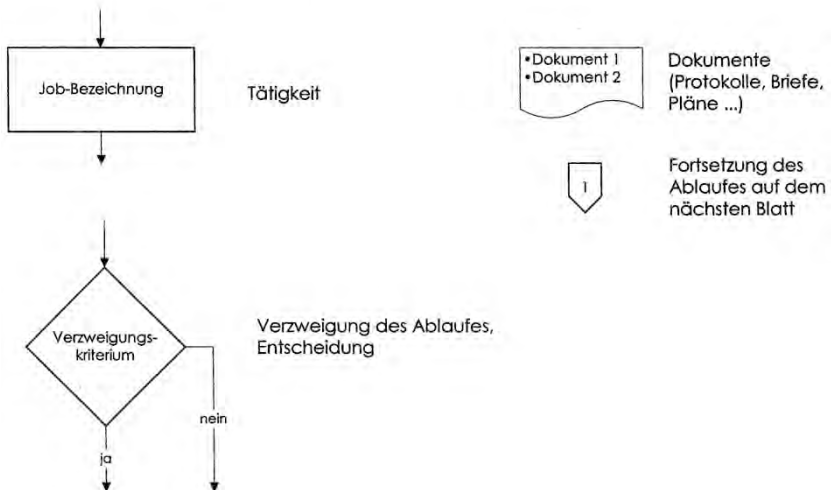 Job-Bezeichnung
Tätigkeit
•Dokument 1
•Dokument 2
Dokumente
(Protokolle, Briefe,
Pläne ...)
1
Fortsetzung des
Ablaufes auf dem
nächsten Blatt
Verzweigungs-
kriterium
ja
nein
Verzweigung des Ablaufes,
Entscheidung